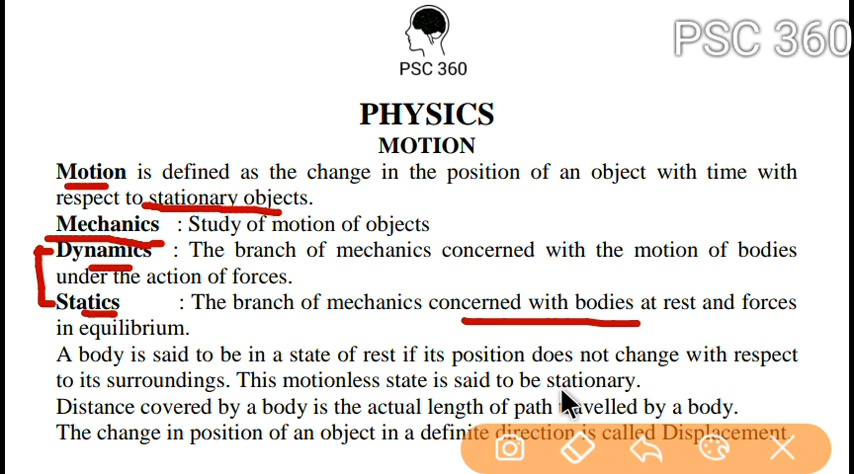 PSC 360
PSC 360
PHYSICS
MOTION
Motion is defined as the change in the position of an object with time with
respect to stationary objects.
Mechanics : Study of motion of objects
Dynamics : The branch of mechanics concerned with the motion of bodies
under the action of forces.
Statics : The branch of mechanics concerned with bodies at rest and forces
in equilibrium.
A body is said to be in a state of rest if its position does not change with respect
to its surroundings. This motionless state is said to be stationary.
Distance covered by a body is the actual length of path travelled by a body.
The change in position of an object in a definite direction is called Displacement.